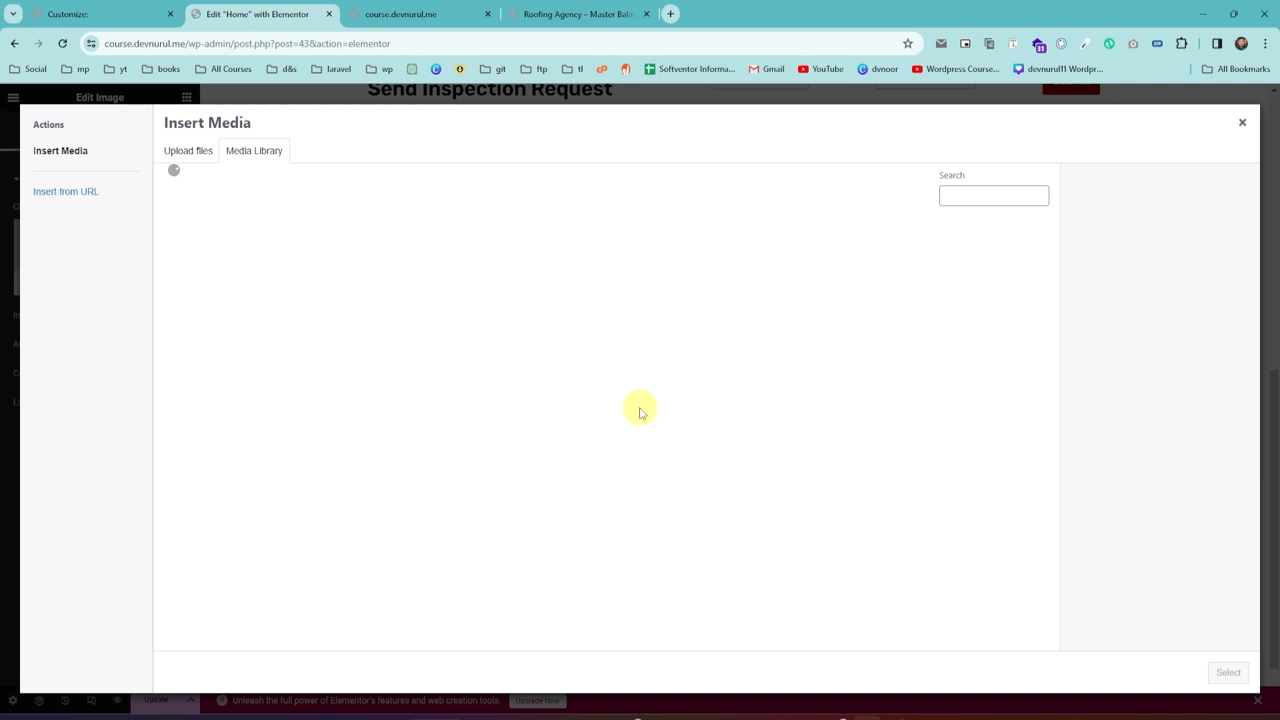 Customize:
Edit "Home" with Elementor
course.devnurul.me
Roofing Agency – Master Bala
course.devnurul.me/wp-admin/post.php?post=43&action=elementor
31
Social
mp
yt
books
All Courses
d&s
laravel
wp
git
ftp
tl
Softventor Informa...
Gmail
YouTube
dvnoor
Wordpress Course...
devnurul11 Wordpr...
All Bookmarks
Edit Image
Send Inspection Request
Actions
Insert Media
Insert from URL
Insert Media
Upload files
Media Library
Search
Select
Update
Unleash the full power of Elementor's features and web creation tools.
Upgrade Now